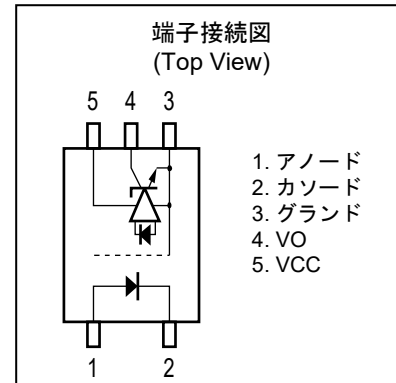 端子接続図
(Top View)
5 4 3
1. アノード
2. カソード
3. グランド
4. VO
5. VCC
1 2